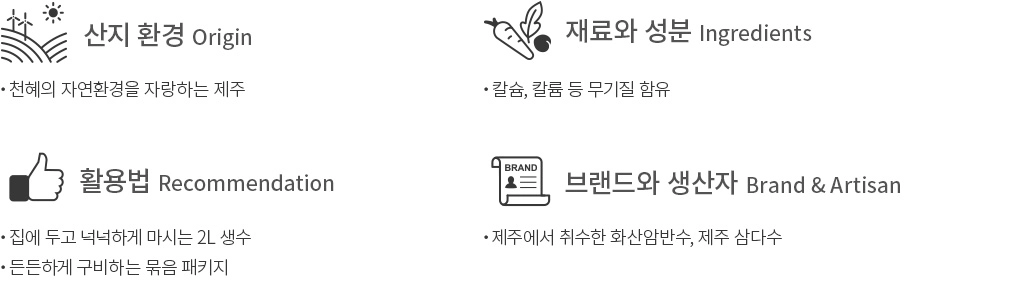 산지 환경 Origin
• 천혜의 자연환경을 자랑하는 제주
재료와 성분 Ingredients
• 칼슘, 칼륨 등 무기질 함유
활용법 Recommendation
• 집에 두고 넉넉하게 마시는 2L 생수
• 든든하게 구비하는 묶음 패키지
BRAND
브랜드와 생산자 Brand & Artisan
• 제주에서 취수한 화산암반수, 제주 삼다수